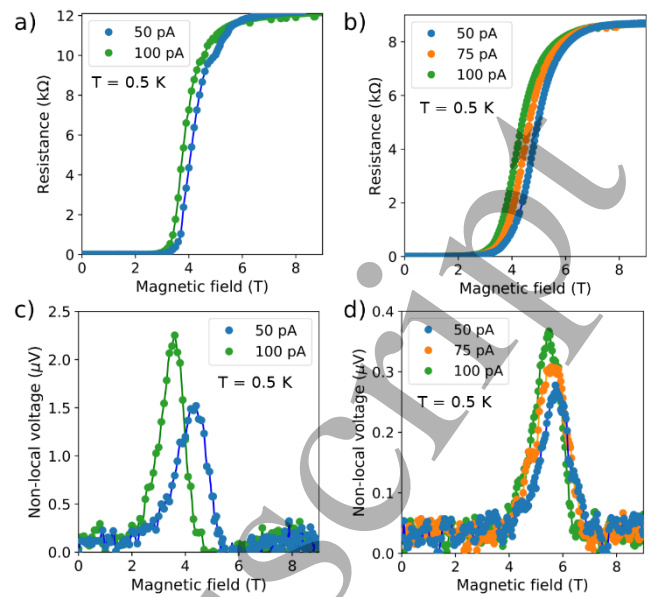 a)
12
10
8
6
4
2
0
Resistance (kΩ)
50 pA
100 pA
T = 0.5 K
0 2 4 6 8
Magnetic field (T)
b)
12
10
8
6
4
2
0
Resistance (kΩ)
50 pA
75 pA
100 pA
T = 0.5 K
0 2 4 6 8
Magnetic field (T)
c)
2.5
2.0
1.5
1.0
0.5
0.0
Non-local voltage (μV)
50 pA
100 pA
T = 0.5 K
0 2 4 6 8
Magnetic field (T)
d)
0.4
0.3
0.2
0.1
0.0
Non-local voltage (μV)
50 pA
75 pA
100 pA
T = 0.5 K
0 2 4 6 8
Magnetic field (T)
script